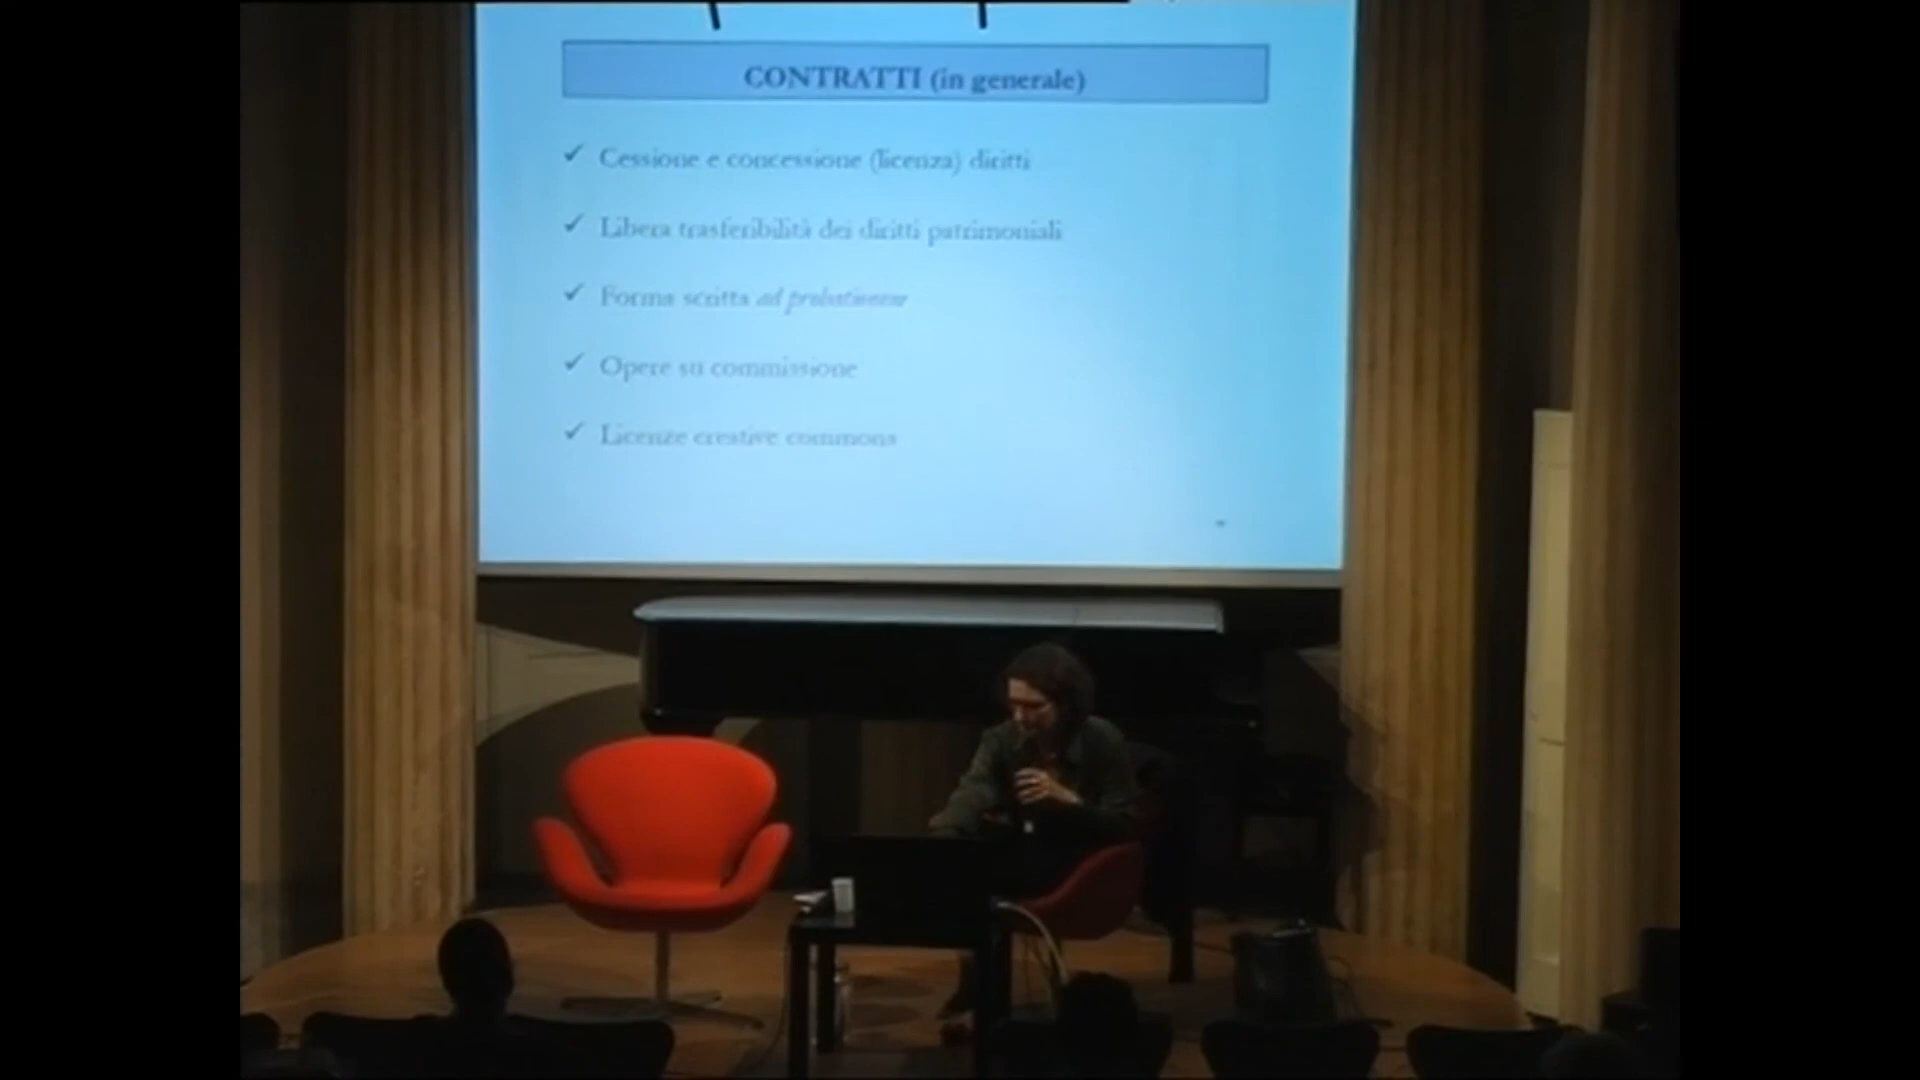 CONTRATTI (in generale)
✓ Cessione e concessione (licenza) diritti
✓ Libera trasferibilità dei diritti patrimoniali
✓ Forma scritta ad probationem
✓ Opere su commissione
✓ Licenze creative commons